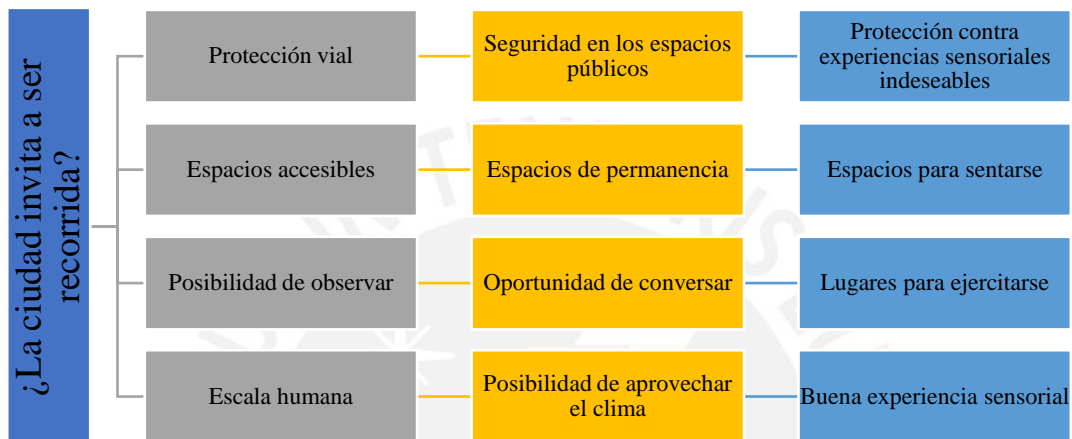 ¿La ciudad invita a ser
recorrida?
Protección vial
Seguridad en los espacios
públicos
Protección contra
experiencias sensoriales
indeseables
Espacios accesibles
Espacios de permanencia
Espacios para sentarse
Posibilidad de observar
Oportunidad de conversar
Lugares para ejercitarse
Escala humana
Posibilidad de aprovechar
el clima
Buena experiencia sensorial